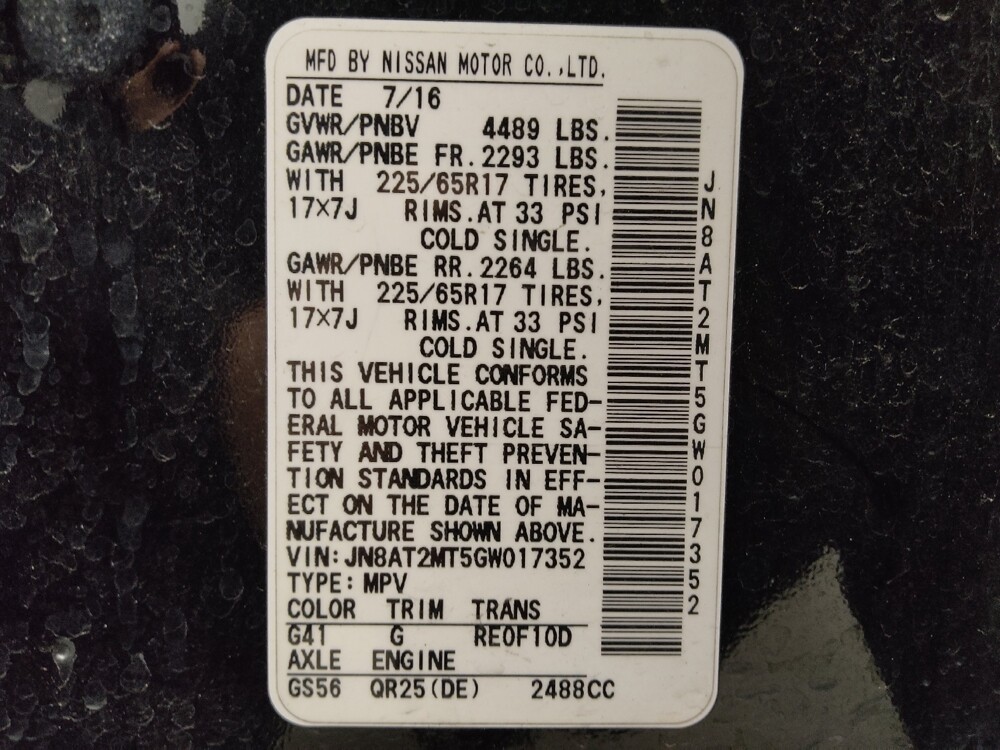 MFD BY NISSAN MOTOR CO.,LTD.
DATE 7/16
GVWR/PNBV 4489 LBS.
GAWR/PNBE FR.2293 LBS.
WITH 225/65R17 TIRES,
17×7J RIMS.AT 33 PSI
COLD SINGLE.
GAWR/PNBE RR.2264 LBS.
WITH 225/65R17 TIRES,
17×7J RIMS.AT 33 PSI
COLD SINGLE.
THIS VEHICLE CONFORMS
TO ALL APPLICABLE FED-
ERAL MOTOR VEHICLE SA-
FETY AND THEFT PREVEN-
TION STANDARDS IN EFF-
ECT ON THE DATE OF MA-
NUFACTURE SHOWN ABOVE.
VIN:JN8AT2MT5GW017352
TYPE:MPV
COLOR TRIM TRANS
G41 G RE0F10D
AXLE ENGINE
GS56 QR25(DE) 2488CC
JN8AT2MT5GW017352